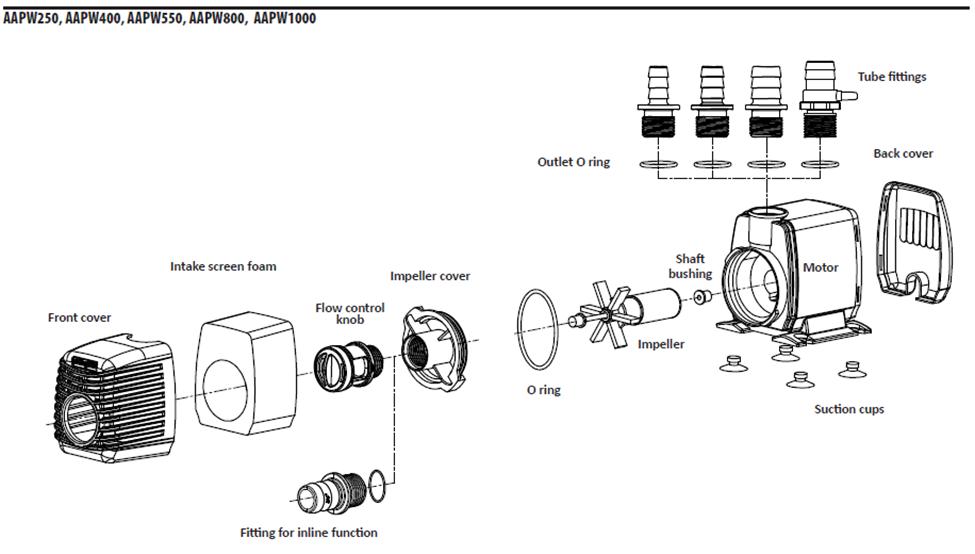 AAPW250, AAPW400, AAPW550, AAPW800, AAPW1000
Tube fittings
Outlet O ring
Back cover
Shaft
bushing
Motor
Intake screen foam
Impeller cover
Flow control
knob
Front cover
Impeller
O ring
Suction cups
Fitting for inline function